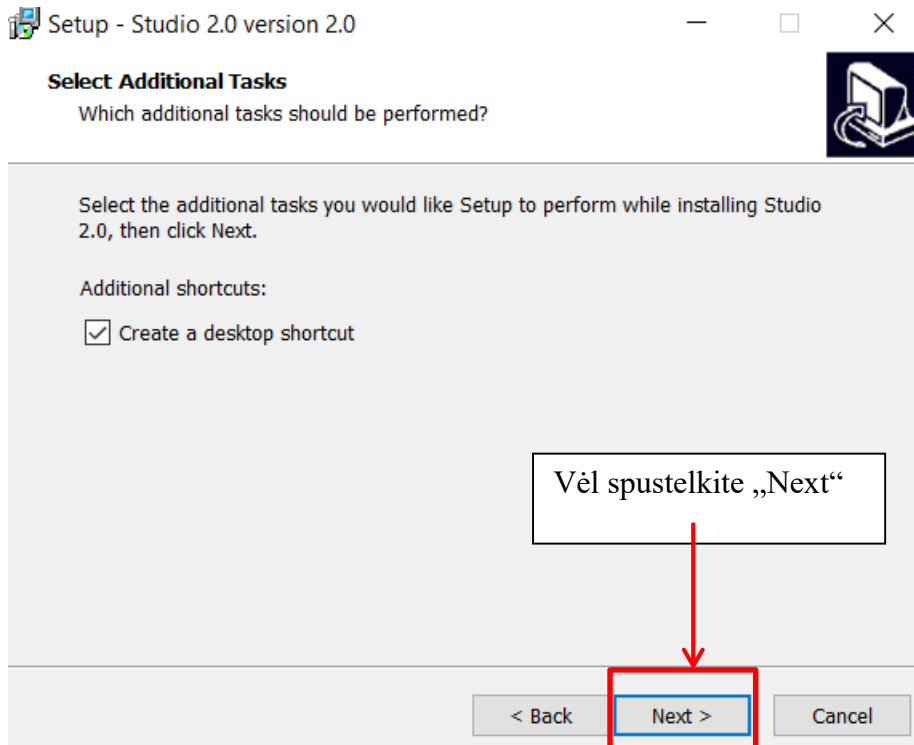 Setup - Studio 2.0 version 2.0
Select Additional Tasks
Which additional tasks should be performed?
Select the additional tasks you would like Setup to perform while installing Studio
2.0, then click Next.
Additional shortcuts:
Create a desktop shortcut
Vėl spustelkite „Next“
< Back
Next >
Cancel